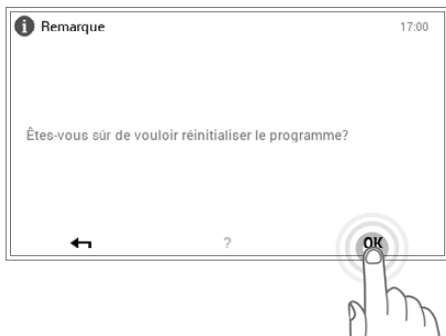 i Remarque 17:00
Êtes-vous sûr de vouloir réinitialiser le programme?
? OK